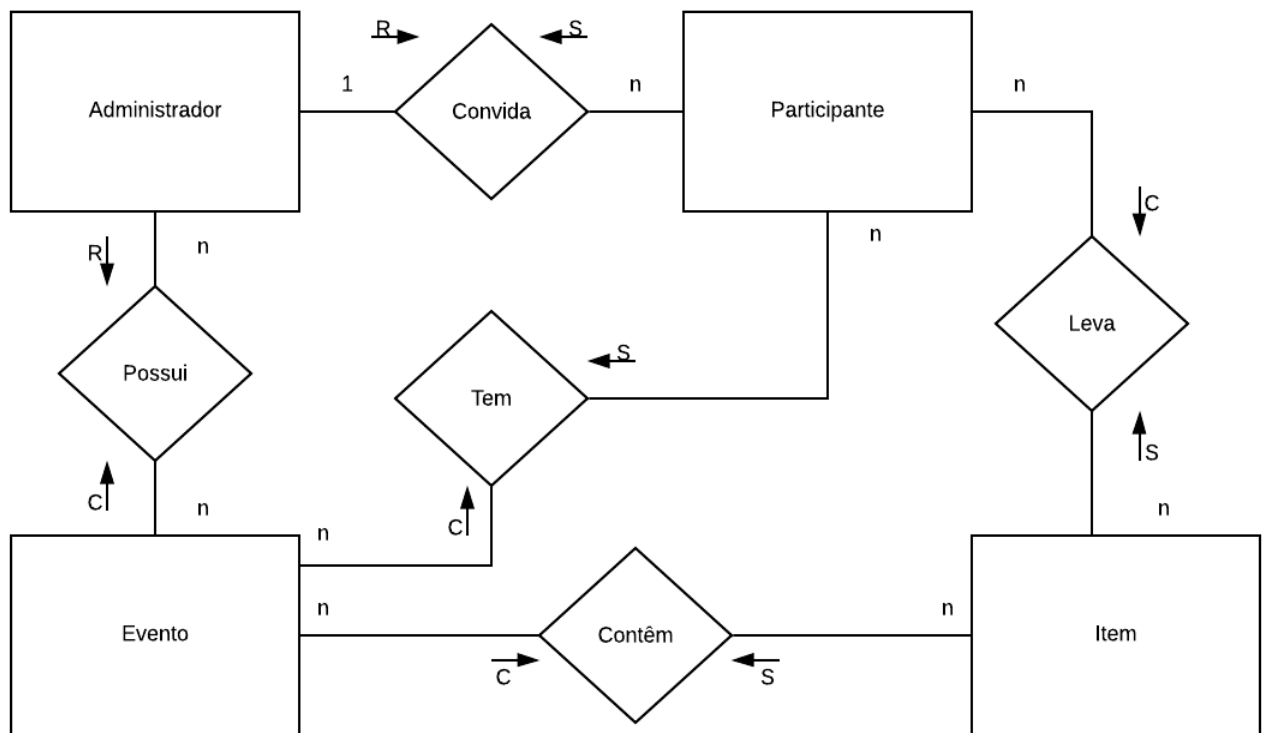 R
S
1
n
n
Administrador
Convida
Participante
C
n
R
n
Leva
S
Possui
Tem
S
C
n
n
C
n
n
n
Evento
Contêm
Item
C
S